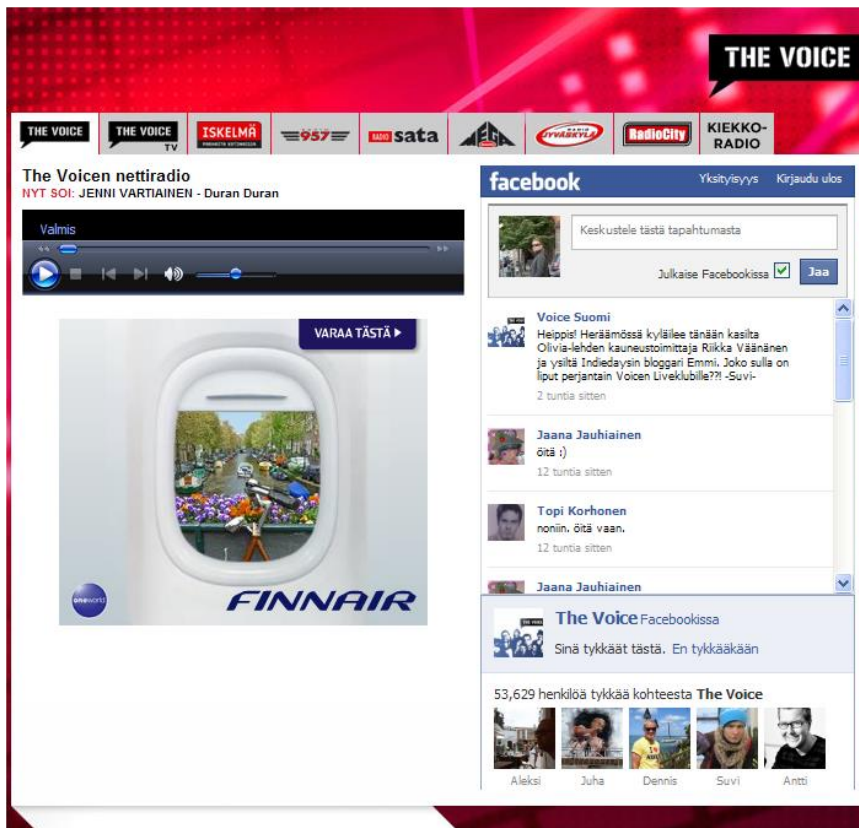 THE VOICE
THE VOICE
THE VOICE
TV
ISKELMÄ
RADIO
957
RADIO sata
MEGA
RADIO
JYVÄSKYLÄ
RadioCity
KIEKKO-
RADIO
The Voicen nettiradio
NYT SOI: JENNI VARTIAINEN - Duran Duran
Valmis
VARAA TÄSTÄ
oneworld
FINNAIR
facebook
Yksityisyys Kirjaudu ulos
Keskustele tästä tapahtumasta
Julkaise Facebookissa Jaa
Voice Suomi
Heippis! Heräämössä kyläilee tänään kasilta
Olivia-lehden kauneustoimittaja Riikka Väänänen
ja ysiltä Indiedaysin bloggari Emmi. Joko sulla on
liput perjantain Voicen Liveklubille??! -Suvi-
2 tuntia sitten
Jaana Jauhiainen
öitä :)
12 tuntia sitten
Topi Korhonen
noniin. öitä vaan.
12 tuntia sitten
Jaana Jauhiainen
The Voice Facebookissa
Sinä tykkäät tästä. En tykkääkään
53,629 henkilöä tykkää kohteesta The Voice
Aleksi Juha Dennis Suvi Antti